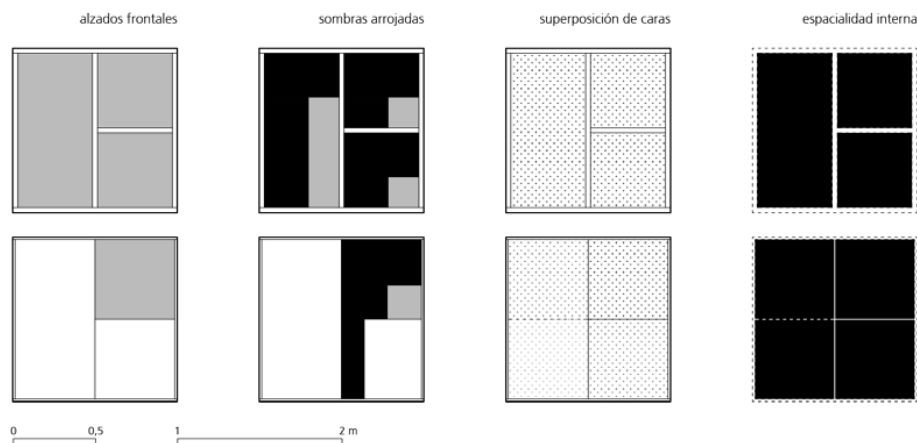 alzados frontales
sombras arrojadas
superposición de caras
espacialidad interna
0 0,5 1 2 m